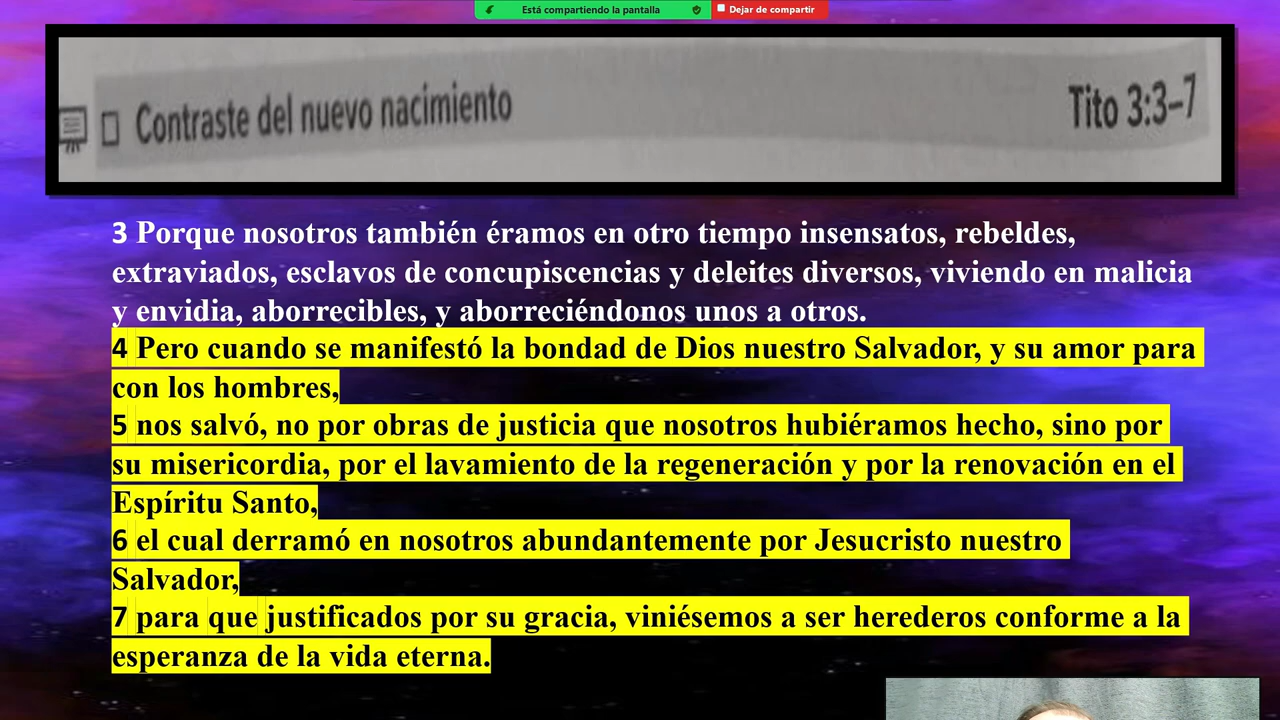 Está compartiendo la pantalla
Dejar de compartir
Contraste del nuevo nacimiento
Tito 3:3–7
3 Porque nosotros también éramos en otro tiempo insensatos, rebeldes,
extraviados, esclavos de concupiscencias y deleites diversos, viviendo en malicia
y envidia, aborrecibles, y aborreciéndonos unos a otros.
4 Pero cuando se manifestó la bondad de Dios nuestro Salvador, y su amor para
con los hombres,
5 nos salvó, no por obras de justicia que nosotros hubiéramos hecho, sino por
su misericordia, por el lavamiento de la regeneración y por la renovación en el
Espíritu Santo,
6 el cual derramó en nosotros abundantemente por Jesucristo nuestro
Salvador,
7 para que justificados por su gracia, viniésemos a ser herederos conforme a la
esperanza de la vida eterna.